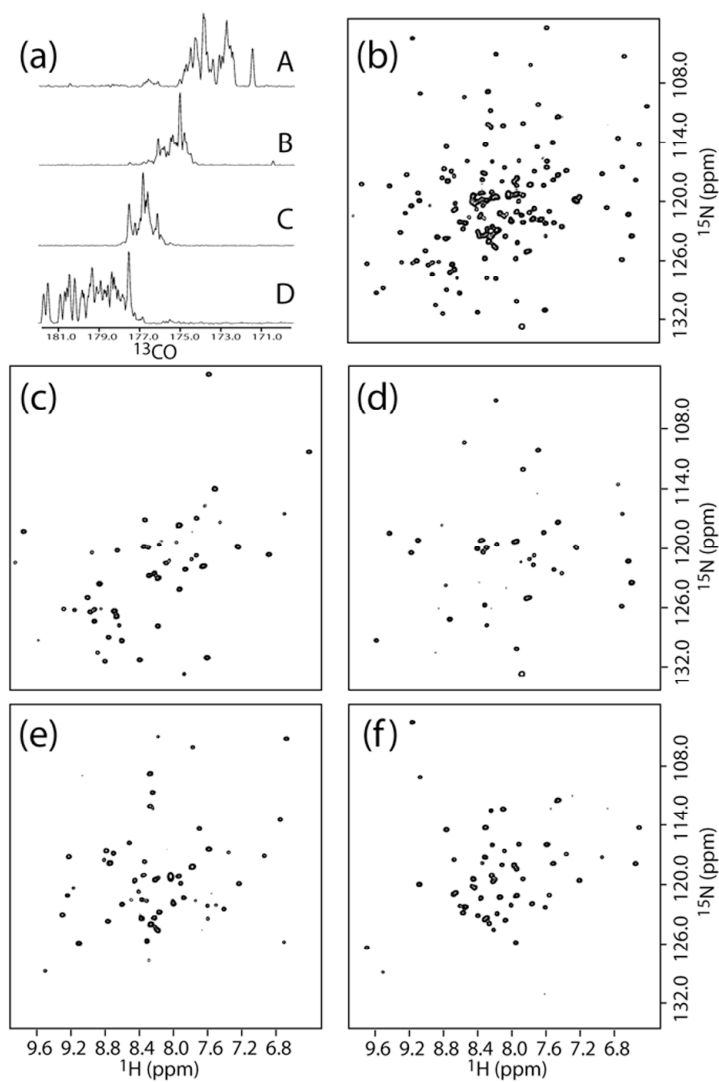 (a)
A
B
C
D
181.0 179.0 177.0 175.0 173.0 171.0
13CO
(b)
108.0
114.0
120.0
126.0
132.0
15N (ppm)
(c)
(d)
108.0
114.0
120.0
126.0
132.0
15N (ppm)
(e)
(f)
108.0
114.0
120.0
126.0
132.0
15N (ppm)
9.6 9.2 8.8 8.4 8.0 7.6 7.2
1H (ppm)
9.6 9.2 8.8 8.4 8.0 7.6 7.2
1H (ppm)